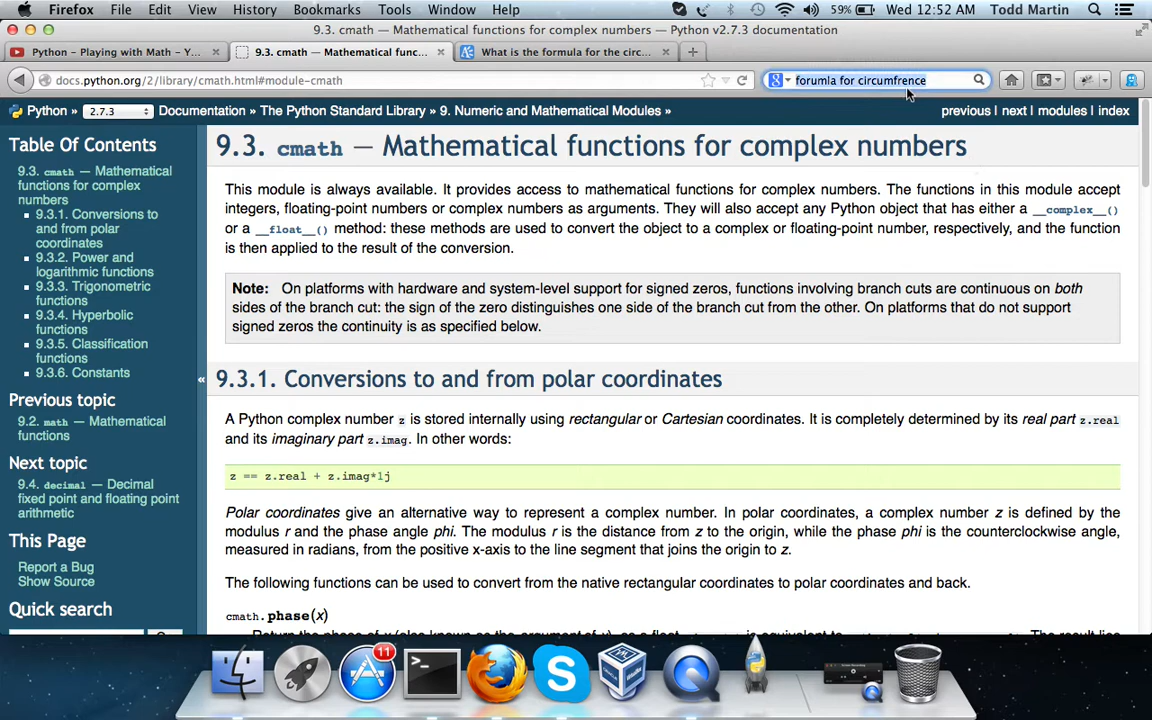 Firefox File Edit View History Bookmarks Tools Window Help 59% Wed 12:52 AM Todd Martin
9.3. cmath — Mathematical functions for complex numbers — Python v2.7.3 documentation
Python - Playing with Math - Y... 9.3. cmath — Mathematical func... What is the formula for the circ...
docs.python.org/2/library/cmath.html#module-cmath forumla for circumfrence
Python » 2.7.3 Documentation » The Python Standard Library » 9. Numeric and Mathematical Modules » previous | next | modules | index
Table Of Contents
9.3. cmath — Mathematical
functions for complex
numbers
9.3.1. Conversions to
and from polar
coordinates
9.3.2. Power and
logarithmic functions
9.3.3. Trigonometric
functions
9.3.4. Hyperbolic
functions
9.3.5. Classification
functions
9.3.6. Constants
Previous topic
9.2. math — Mathematical
functions
Next topic
9.4. decimal — Decimal
fixed point and floating point
arithmetic
This Page
Report a Bug
Show Source
Quick search
«
9.3. cmath — Mathematical functions for complex numbers
This module is always available. It provides access to mathematical functions for complex numbers. The functions in this module accept
integers, floating-point numbers or complex numbers as arguments. They will also accept any Python object that has either a __complex__()
or a __float__() method: these methods are used to convert the object to a complex or floating-point number, respectively, and the function
is then applied to the result of the conversion.
Note: On platforms with hardware and system-level support for signed zeros, functions involving branch cuts are continuous on both
sides of the branch cut: the sign of the zero distinguishes one side of the branch cut from the other. On platforms that do not support
signed zeros the continuity is as specified below.
9.3.1. Conversions to and from polar coordinates
A Python complex number z is stored internally using rectangular or Cartesian coordinates. It is completely determined by its real part z.real
and its imaginary part z.imag. In other words:
z == z.real + z.imag*1j
Polar coordinates give an alternative way to represent a complex number. In polar coordinates, a complex number z is defined by the
modulus r and the phase angle phi. The modulus r is the distance from z to the origin, while the phase phi is the counterclockwise angle,
measured in radians, from the positive x-axis to the line segment that joins the origin to z.
The following functions can be used to convert from the native rectangular coordinates to polar coordinates and back.
cmath.phase(x)
11